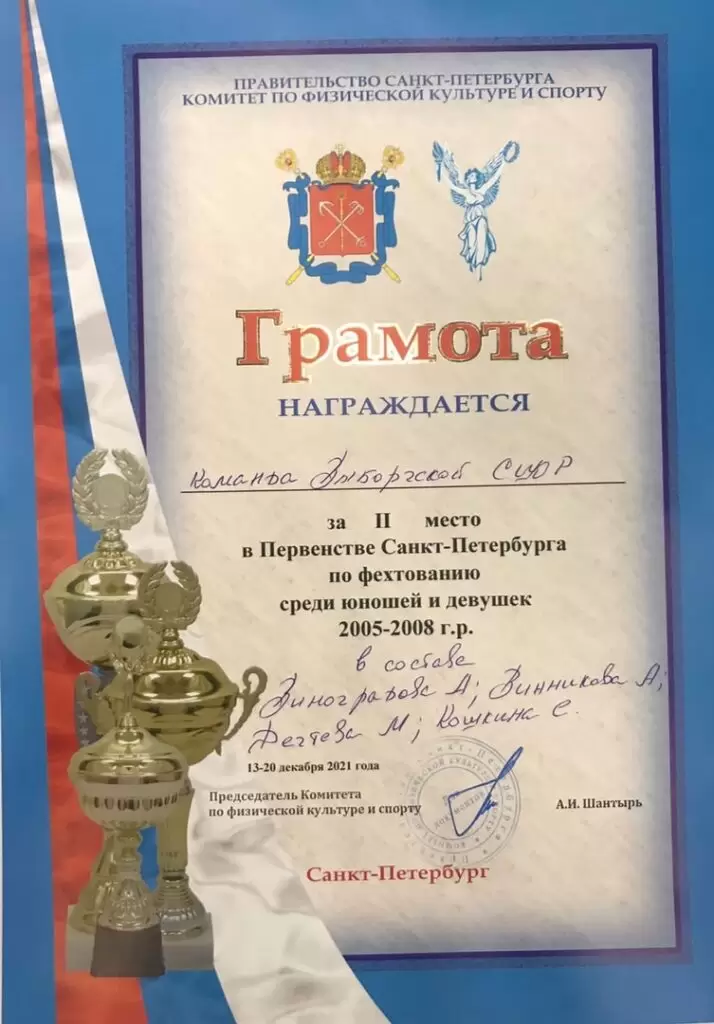 ПРАВИТЕЛЬСТВО САНКТ-ПЕТЕРБУРГА
КОМИТЕТ ПО ФИЗИЧЕСКОЙ КУЛЬТУРЕ И СПОРТУ
Грамота
НАГРАЖДАЕТСЯ
Команда Выборгской СШОР
за II место
в Первенстве Санкт-Петербурга
по фехтованию
среди юношей и девушек
2005-2008 г.р.
в составе
Виноградова А; Винникова А;
Дегтева М; Кошкина С.
13-20 декабря 2021 года
Председатель Комитета
по физической культуре и спорту
А.И. Шантырь
Санкт-Петербург